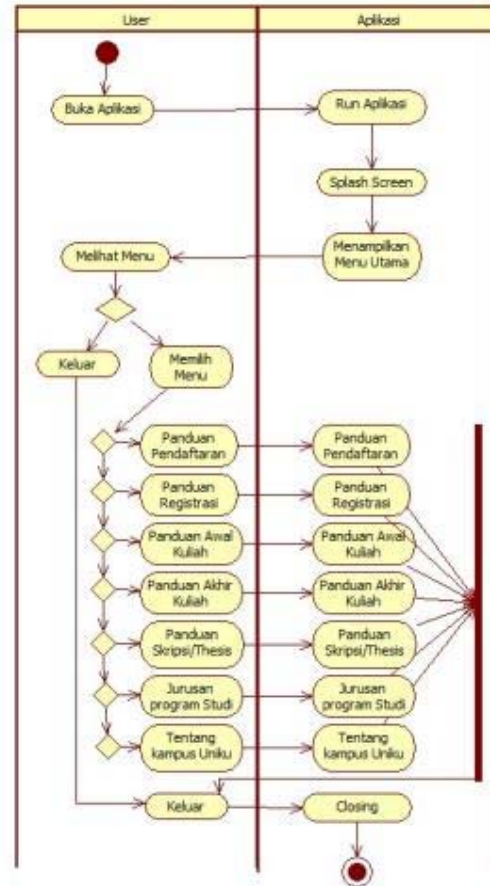 User
Aplikasi
Buka Aplikasi
Run Aplikasi
Splash Screen
Melihat Menu
Menampilkan
Menu Utama
Keluar
Memilih
Menu
Panduan
Pendaftaran
Panduan
Pendaftaran
Panduan
Registrasi
Panduan
Registrasi
Panduan Awal
Kuliah
Panduan Awal
Kuliah
Panduan Akhir
Kuliah
Panduan Akhir
Kuliah
Panduan
Skripsi/Thesis
Panduan
Skripsi/Thesis
Jurusan
program Studi
Jurusan
program Studi
Tentang
kampus Uniku
Tentang
kampus Uniku
Keluar
Closing